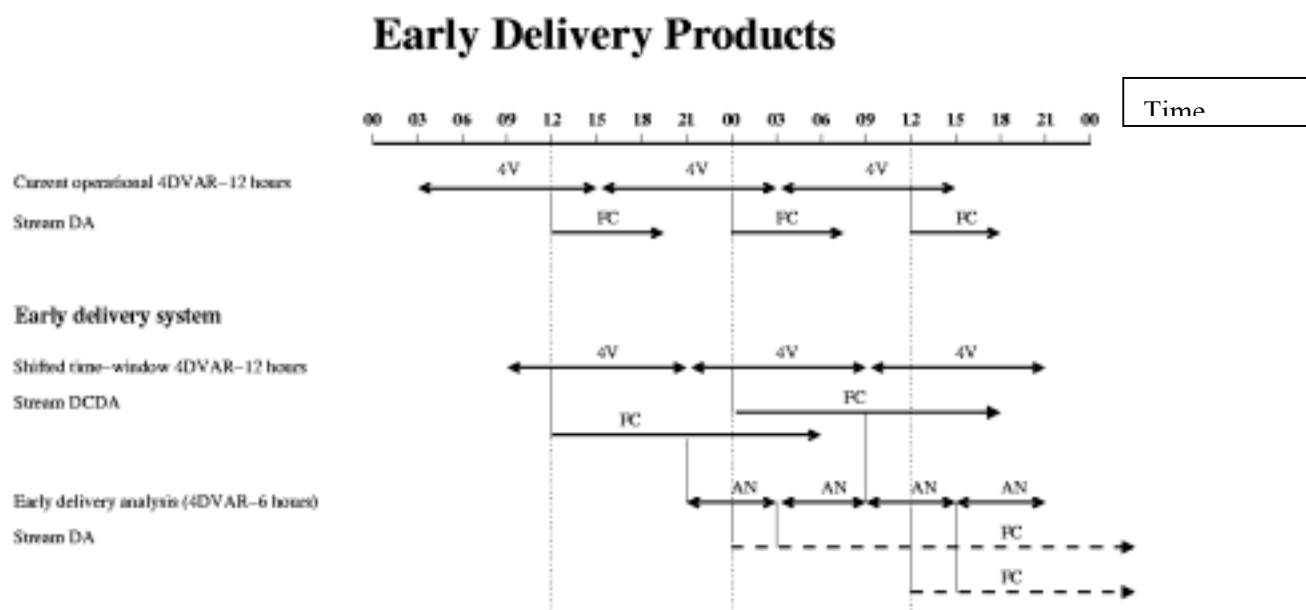 Early Delivery Products
Time
00 03 06 09 12 15 18 21 00 03 06 09 12 15 18 21 00
4V 4V 4V
Current operational 4DVAR–12 hours
Stream DA
FC FC FC
Early delivery system
4V 4V 4V
Shifted time–window 4DVAR–12 hours
Stream DCDA
FC
FC
AN AN AN AN
Early delivery analysis (4DVAR–6 hours)
Stream DA
FC
FC